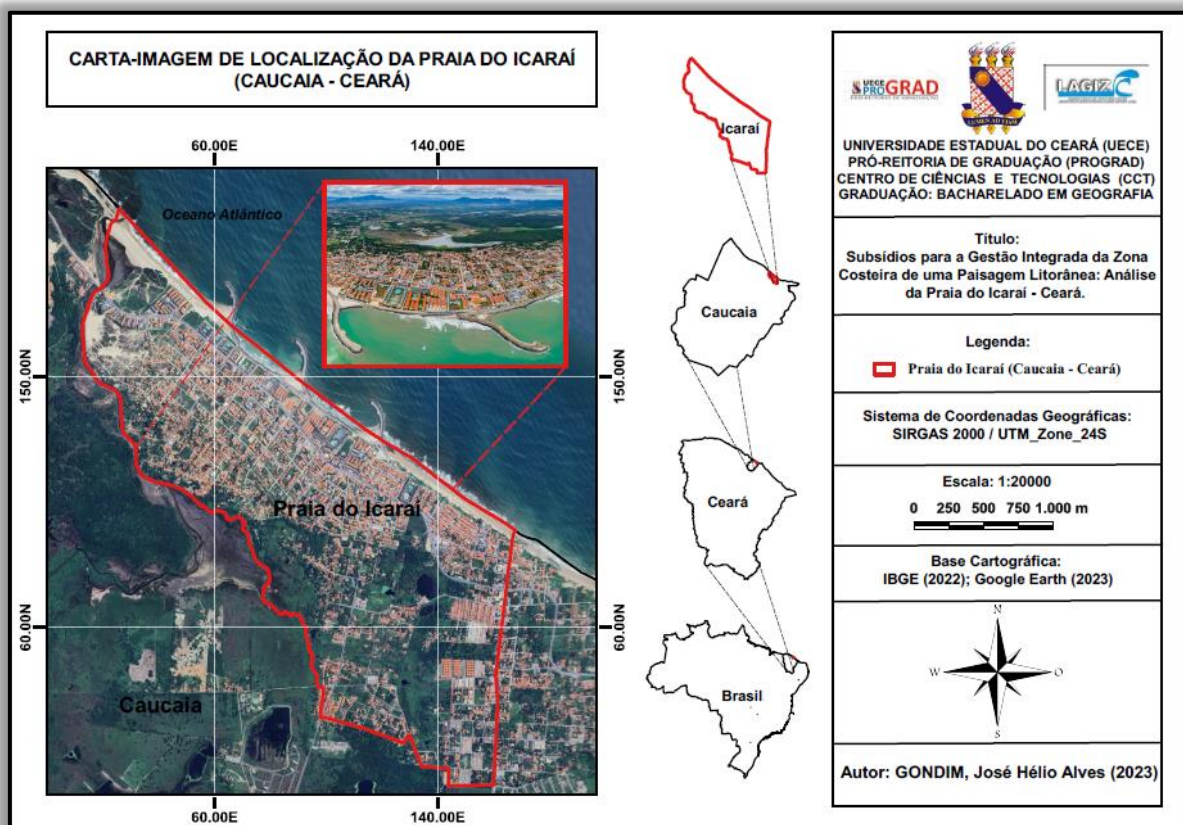 CARTA-IMAGEM DE LOCALIZAÇÃO DA PRAIA DO ICARAÍ
(CAUCAIA - CEARÁ)
60.00E
140.00E
150.00N
60.00N
Oceano Atlântico
Praia do Icaraí
Caucaia
150.00N
60.00N
60.00E
140.00E
Icaraí
Caucaia
Ceará
Brasil
UECE
PROGRAD
LAGIZC
LUMEN AD VIAM
UNIVERSIDADE ESTADUAL DO CEARÁ (UECE)
PRÓ-REITORIA DE GRADUAÇÃO (PROGRAD)
CENTRO DE CIÊNCIAS E TECNOLOGIAS (CCT)
GRADUAÇÃO: BACHARELADO EM GEOGRAFIA
Título:
Subsídios para a Gestão Integrada da Zona
Costeira de uma Paisagem Litorânea: Análise
da Praia do Icaraí - Ceará.
Legenda:
Praia do Icaraí (Caucaia - Ceará)
Sistema de Coordenadas Geográficas:
SIRGAS 2000 / UTM_Zone_24S
Escala: 1:20000
0 250 500 750 1.000 m
Base Cartográfica:
IBGE (2022); Google Earth (2023)
N
W O
S
Autor: GONDIM, José Hélio Alves (2023)